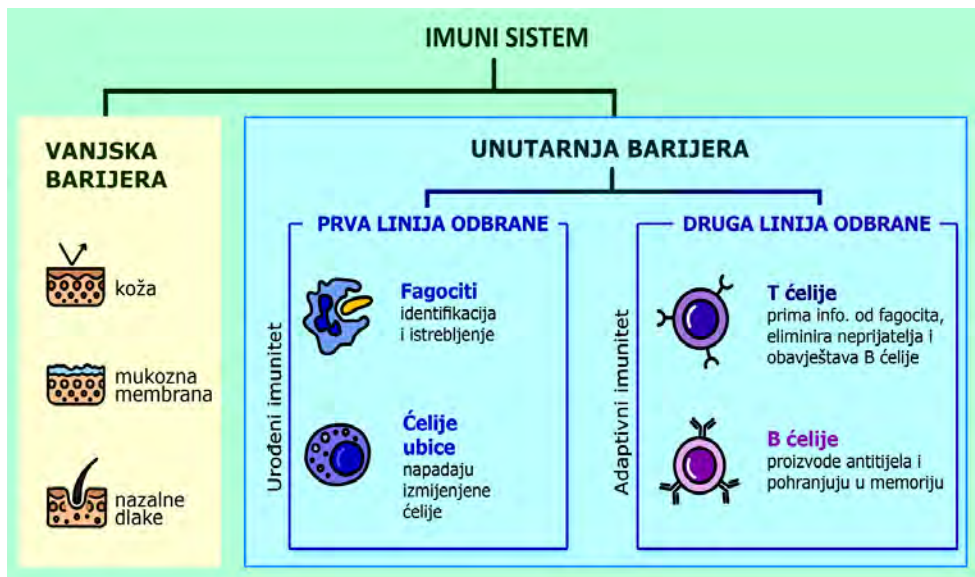 IMUNI SISTEM
VANJSKA
BARIJERA
koža
mukozna
membrana
nazalne
dlake
UNUTARNJA BARIJERA
PRVA LINIJA ODBRANE
Urođeni imunitet
Fagociti
identifikacija
i istrebljenje
Ćelije
ubice
napadaju
izmijenjene
ćelije
DRUGA LINIJA ODBRANE
Adaptivni imunitet
T ćelije
prima info. od fagocita,
eliminira neprijatelja i
obavještava B ćelije
B ćelije
proizvode antitijela i
pohranjuju u memoriju